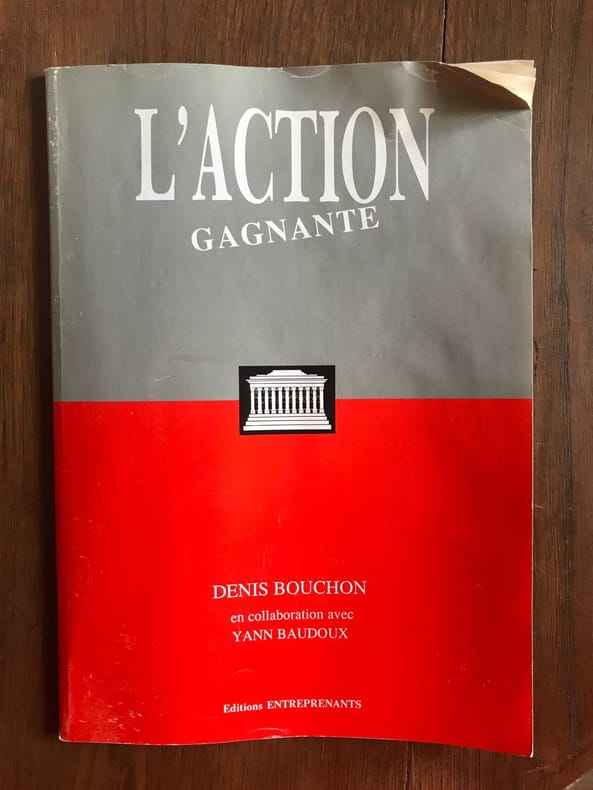 L'ACTION
GAGNANTE
DENIS BOUCHON
en collaboration avec
YANN BAUDOUX
Editions ENTREPRENANTS